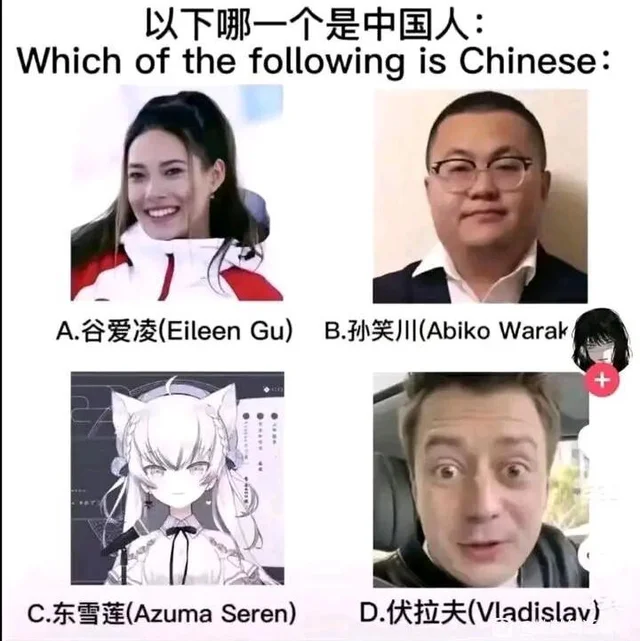 以下哪一个是中国人：
Which of the following is Chinese：
A.谷爱凌(Eileen Gu)
B.孙笑川(Abiko Warak
C.东雪莲(Azuma Seren)
D.伏拉夫(Vladislav)